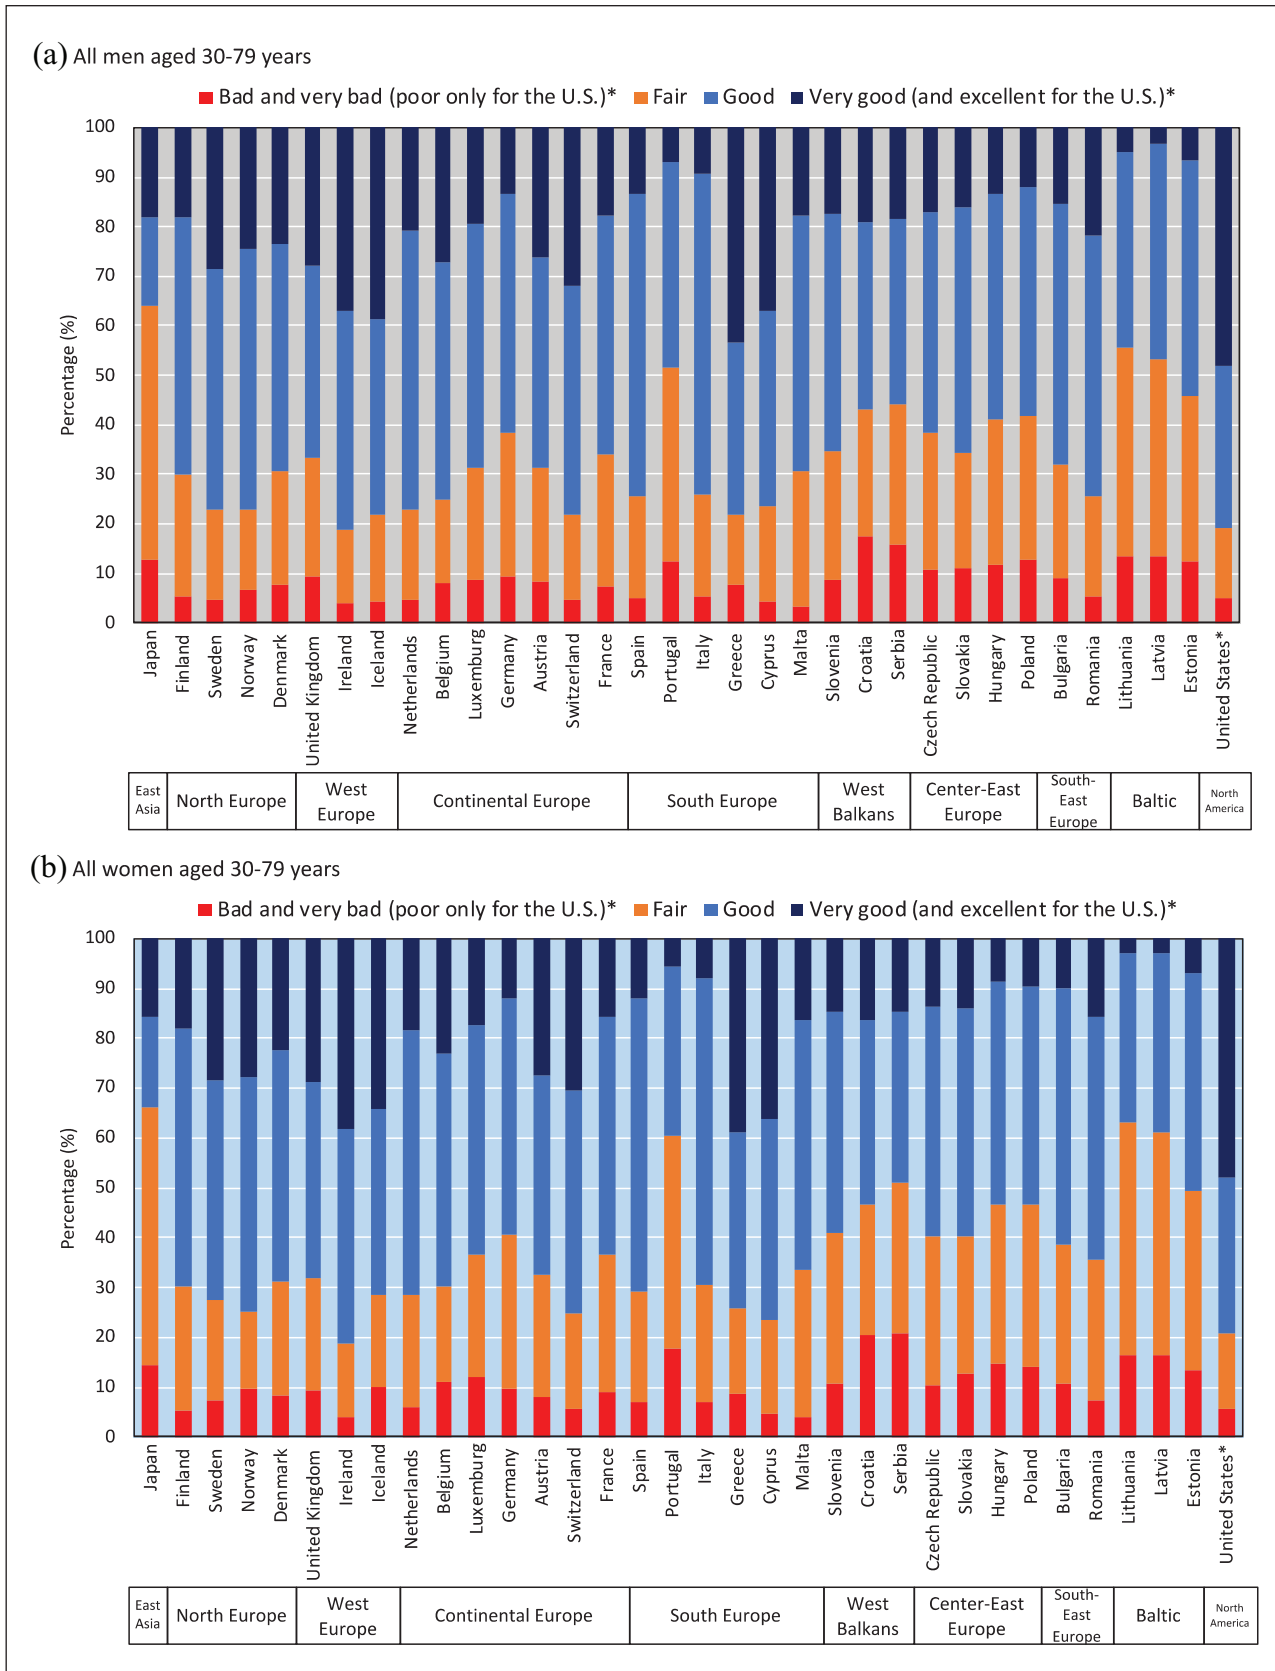 (a) All men aged 30-79 years
Bad and very bad (poor only for the U.S.)* Fair Good Very good (and excellent for the U.S.)*
100
90
80
70
60
50
40
30
20
10
0
Percentage (%)
Japan
Finland
Sweden
Norway
Denmark
United Kingdom
Ireland
Iceland
Netherlands
Belgium
Luxemburg
Germany
Austria
Switzerland
France
Spain
Portugal
Italy
Greece
Cyprus
Malta
Slovenia
Croatia
Serbia
Czech Republic
Slovakia
Hungary
Poland
Bulgaria
Romania
Lithuania
Latvia
Estonia
United States*
East
Asia
North Europe
West
Europe
Continental Europe
South Europe
West
Balkans
Center-East
Europe
South-
East
Europe
Baltic
North
America
(b) All women aged 30-79 years
Bad and very bad (poor only for the U.S.)* Fair Good Very good (and excellent for the U.S.)*
100
90
80
70
60
50
40
30
20
10
0
Percentage (%)
Japan
Finland
Sweden
Norway
Denmark
United Kingdom
Ireland
Iceland
Netherlands
Belgium
Luxemburg
Germany
Austria
Switzerland
France
Spain
Portugal
Italy
Greece
Cyprus
Malta
Slovenia
Croatia
Serbia
Czech Republic
Slovakia
Hungary
Poland
Bulgaria
Romania
Lithuania
Latvia
Estonia
United States*
East
Asia
North Europe
West
Europe
Continental Europe
South Europe
West
Balkans
Center-East
Europe
South-
East
Europe
Baltic
North
America